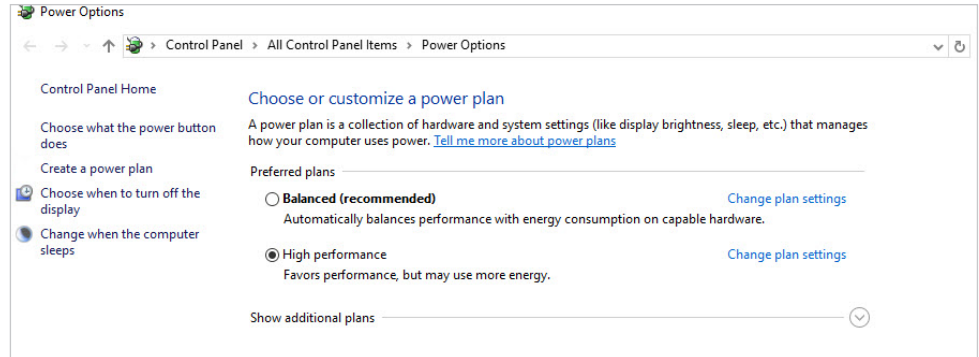 Power Options
Control Panel > All Control Panel Items > Power Options
Control Panel Home
Choose what the power button
does
Create a power plan
Choose when to turn off the
display
Change when the computer
sleeps
Choose or customize a power plan
A power plan is a collection of hardware and system settings (like display brightness, sleep, etc.) that manages
how your computer uses power. Tell me more about power plans
Preferred plans
Balanced (recommended) Change plan settings
Automatically balances performance with energy consumption on capable hardware.
High performance Change plan settings
Favors performance, but may use more energy.
Show additional plans